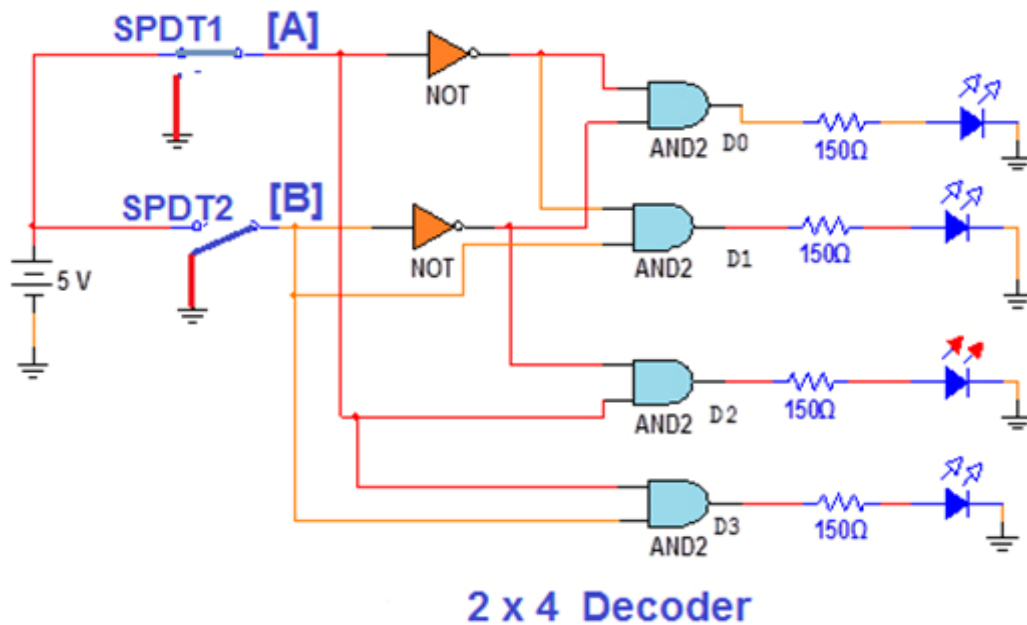 SPDT1
[A]
NOT
AND2
D0
150Ω
SPDT2
[B]
NOT
AND2
D1
150Ω
5 V
AND2
D2
150Ω
AND2
D3
150Ω
2 x 4 Decoder